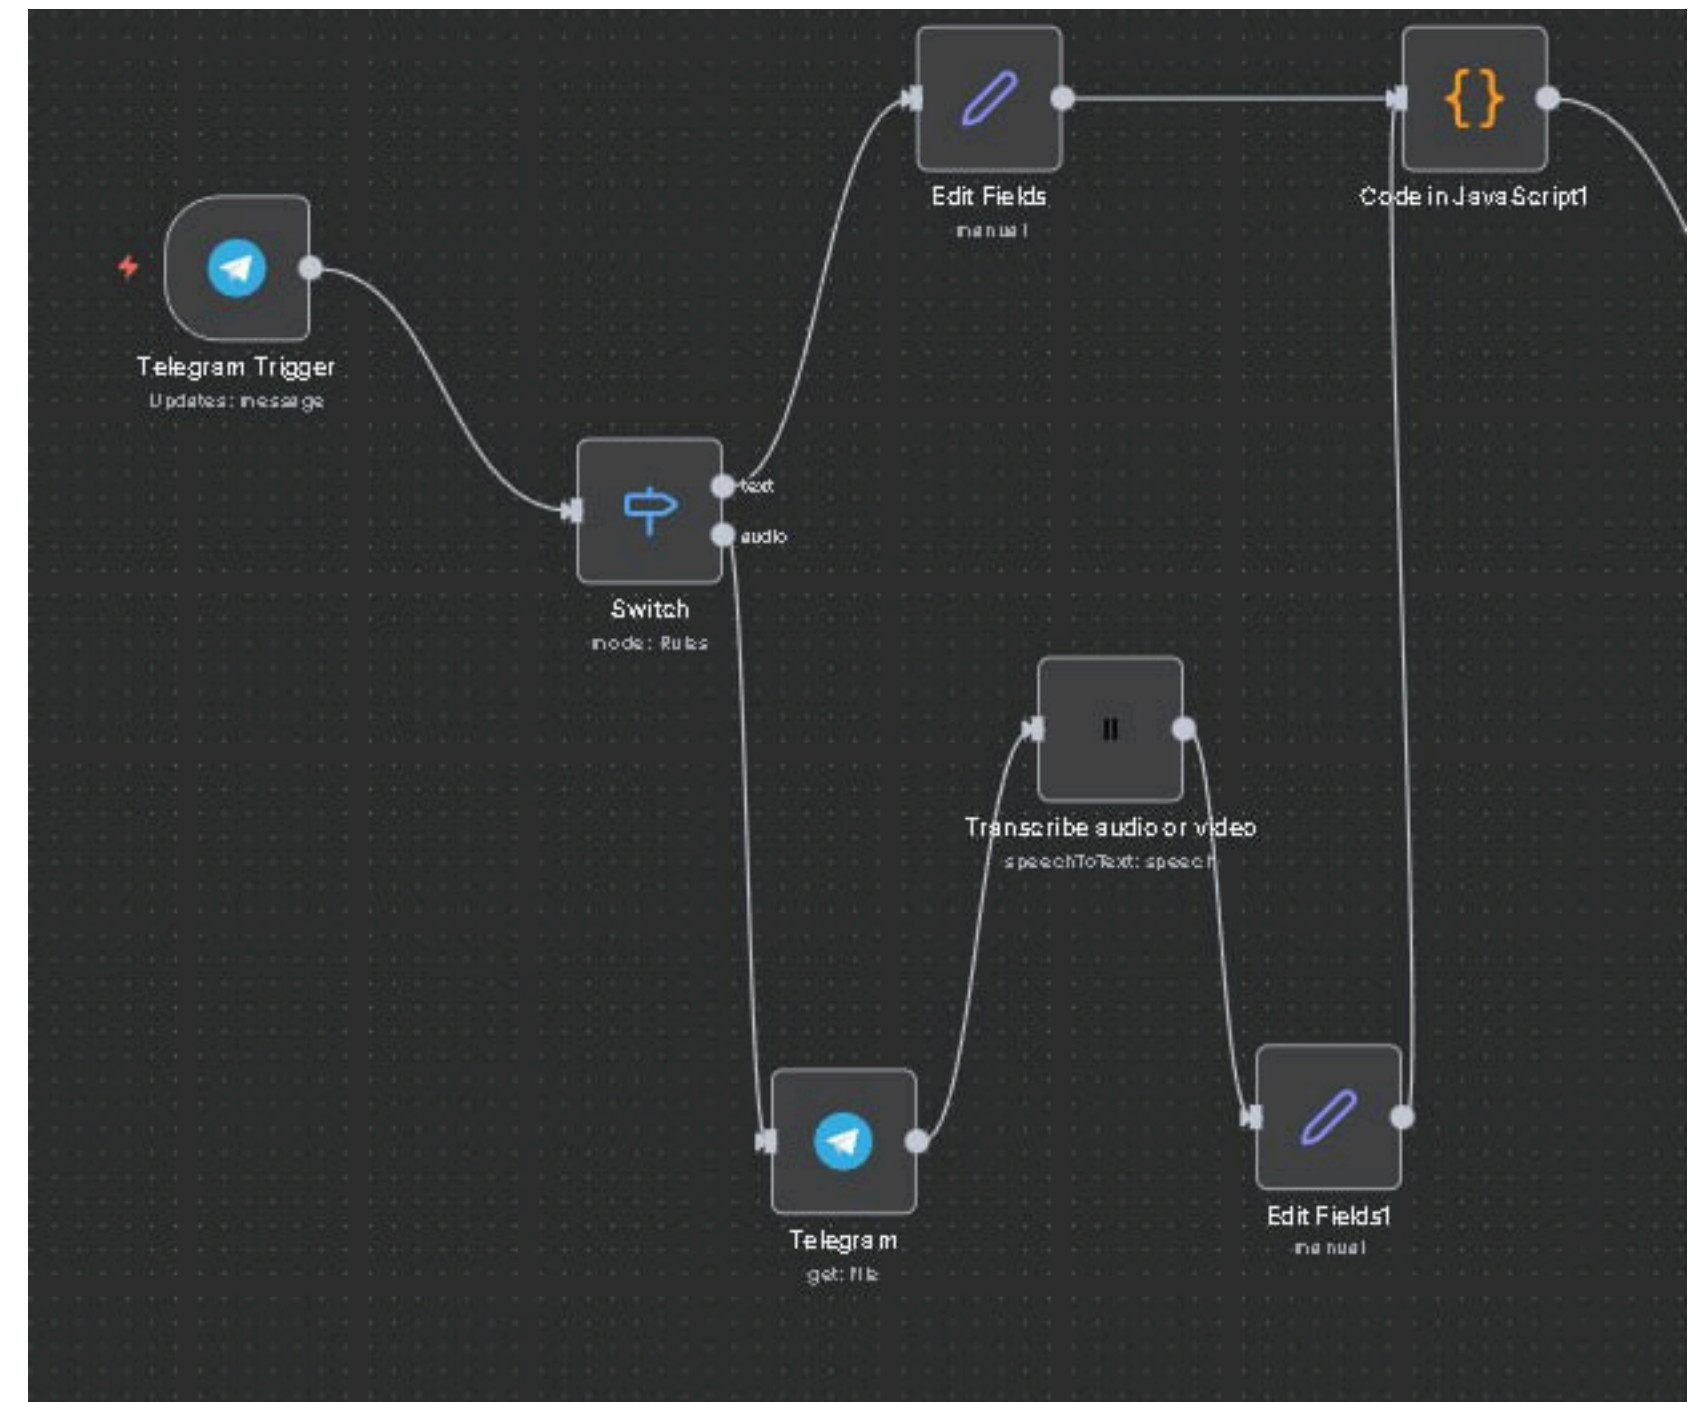 Edit Fields
manual
Code in JavaScript1
Telegram Trigger
Updates: message
text
audio
Switch
mode: Rules
Transcribe audio or video
speechToText: speech
Edit Fields1
manual
Telegram
get: file